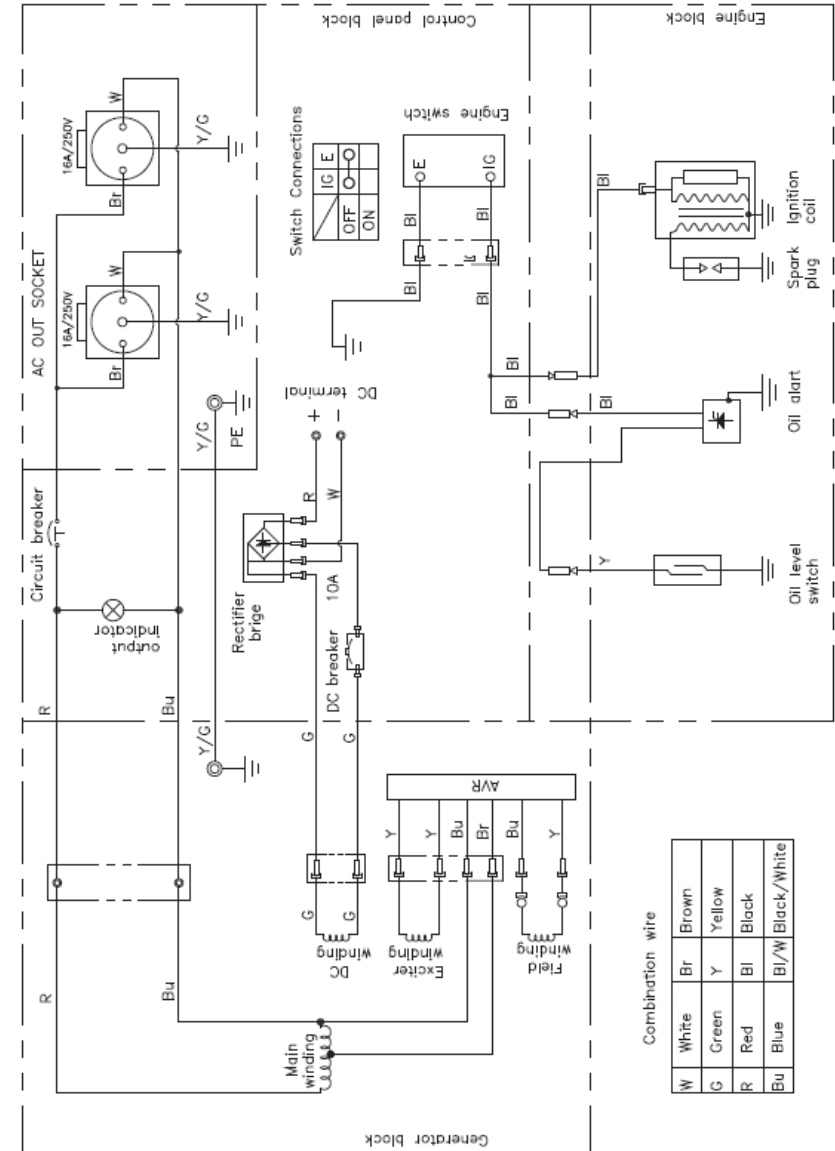 Control panel block
Engine block
AC OUT SOCKET
16A/250V
16A/250V
W
Br
Y/G
W
Br
Y/G
Switch Connections
IG
E
OFF
ON
Engine switch
E
IG
Bl
Bl
Bl
Bl
Bl
Bl
Bl
Bl
Ignition
coil
Spark
plug
Oil alart
Oil level
switch
Y
Y/G
PE
DC terminal
+
−
R
W
Rectifier
brige
10A
DC breaker
Circuit breaker
output
indicator
R
Bu
Y/G
G
G
AVR
Y
Y
Bu
Br
Bu
Y
G
G
DC
winding
Exciter
winding
Field
winding
R
Bu
Main
winding
Generator block
Combination wire
W White Br Brown
G Green Y Yellow
R Red Bl Black
Bu Blue Bl/W Black/White